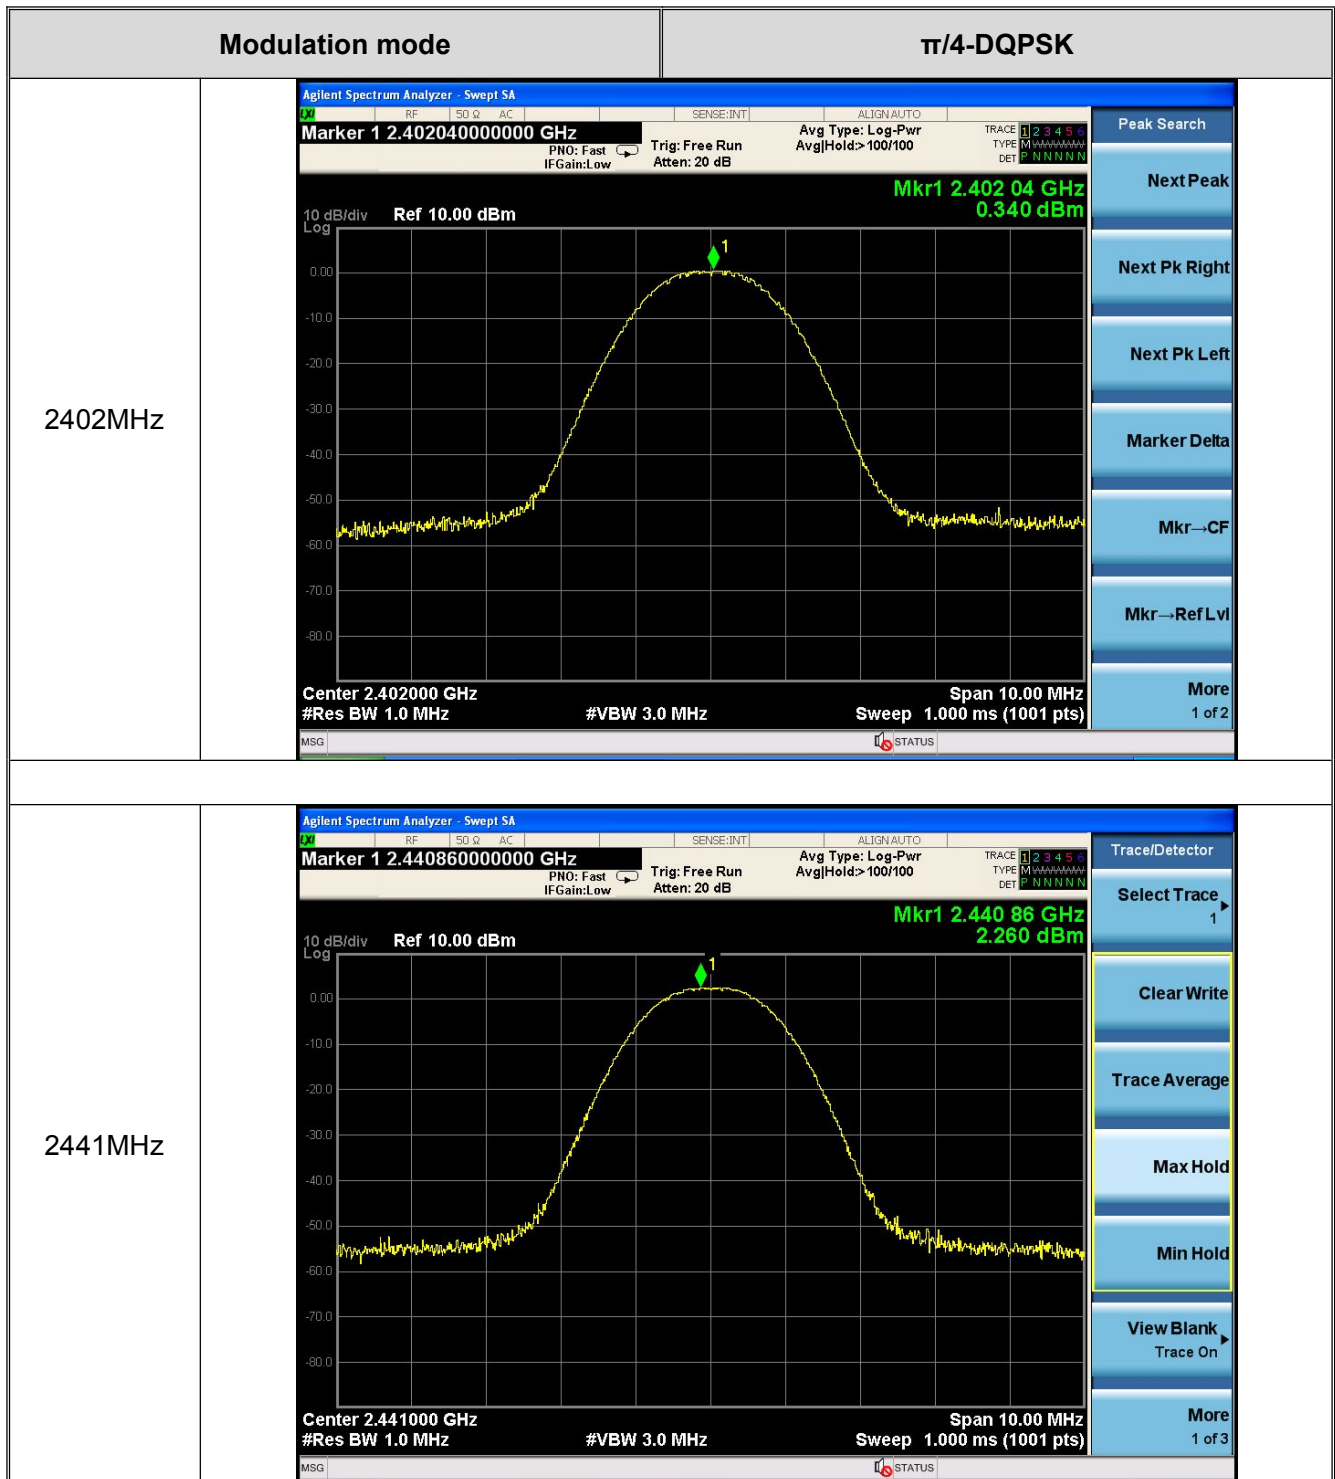 Modulation mode π/4-DQPSK
2402MHz
Agilent Spectrum Analyzer - Swept SA
LXI RF 50 Ω AC SENSE:INT ALIGN AUTO
Marker 1 2.402040000000 GHz
PNO: Fast
IFGain:Low
Trig: Free Run
Atten: 20 dB
Avg Type: Log-Pwr
Avg|Hold:>100/100
TRACE 1 2 3 4 5 6
TYPE M WWWWW
DET P N N N N N
Mkr1 2.402 04 GHz
0.340 dBm
10 dB/div Ref 10.00 dBm
Log
1
0.00
-10.0
-20.0
-30.0
-40.0
-50.0
-60.0
-70.0
-80.0
Center 2.402000 GHz Span 10.00 MHz
#Res BW 1.0 MHz #VBW 3.0 MHz Sweep 1.000 ms (1001 pts)
MSG STATUS
Peak Search
Next Peak
Next Pk Right
Next Pk Left
Marker Delta
Mkr→CF
Mkr→Ref Lvl
More
1 of 2
2441MHz
Agilent Spectrum Analyzer - Swept SA
LXI RF 50 Ω AC SENSE:INT ALIGN AUTO
Marker 1 2.440860000000 GHz
PNO: Fast
IFGain:Low
Trig: Free Run
Atten: 20 dB
Avg Type: Log-Pwr
Avg|Hold:>100/100
TRACE 1 2 3 4 5 6
TYPE M WWWWW
DET P N N N N N
Mkr1 2.440 86 GHz
2.260 dBm
10 dB/div Ref 10.00 dBm
Log
1
0.00
-10.0
-20.0
-30.0
-40.0
-50.0
-60.0
-70.0
-80.0
Center 2.441000 GHz Span 10.00 MHz
#Res BW 1.0 MHz #VBW 3.0 MHz Sweep 1.000 ms (1001 pts)
MSG STATUS
Trace/Detector
Select Trace
1
Clear Write
Trace Average
Max Hold
Min Hold
View Blank
Trace On
More
1 of 3